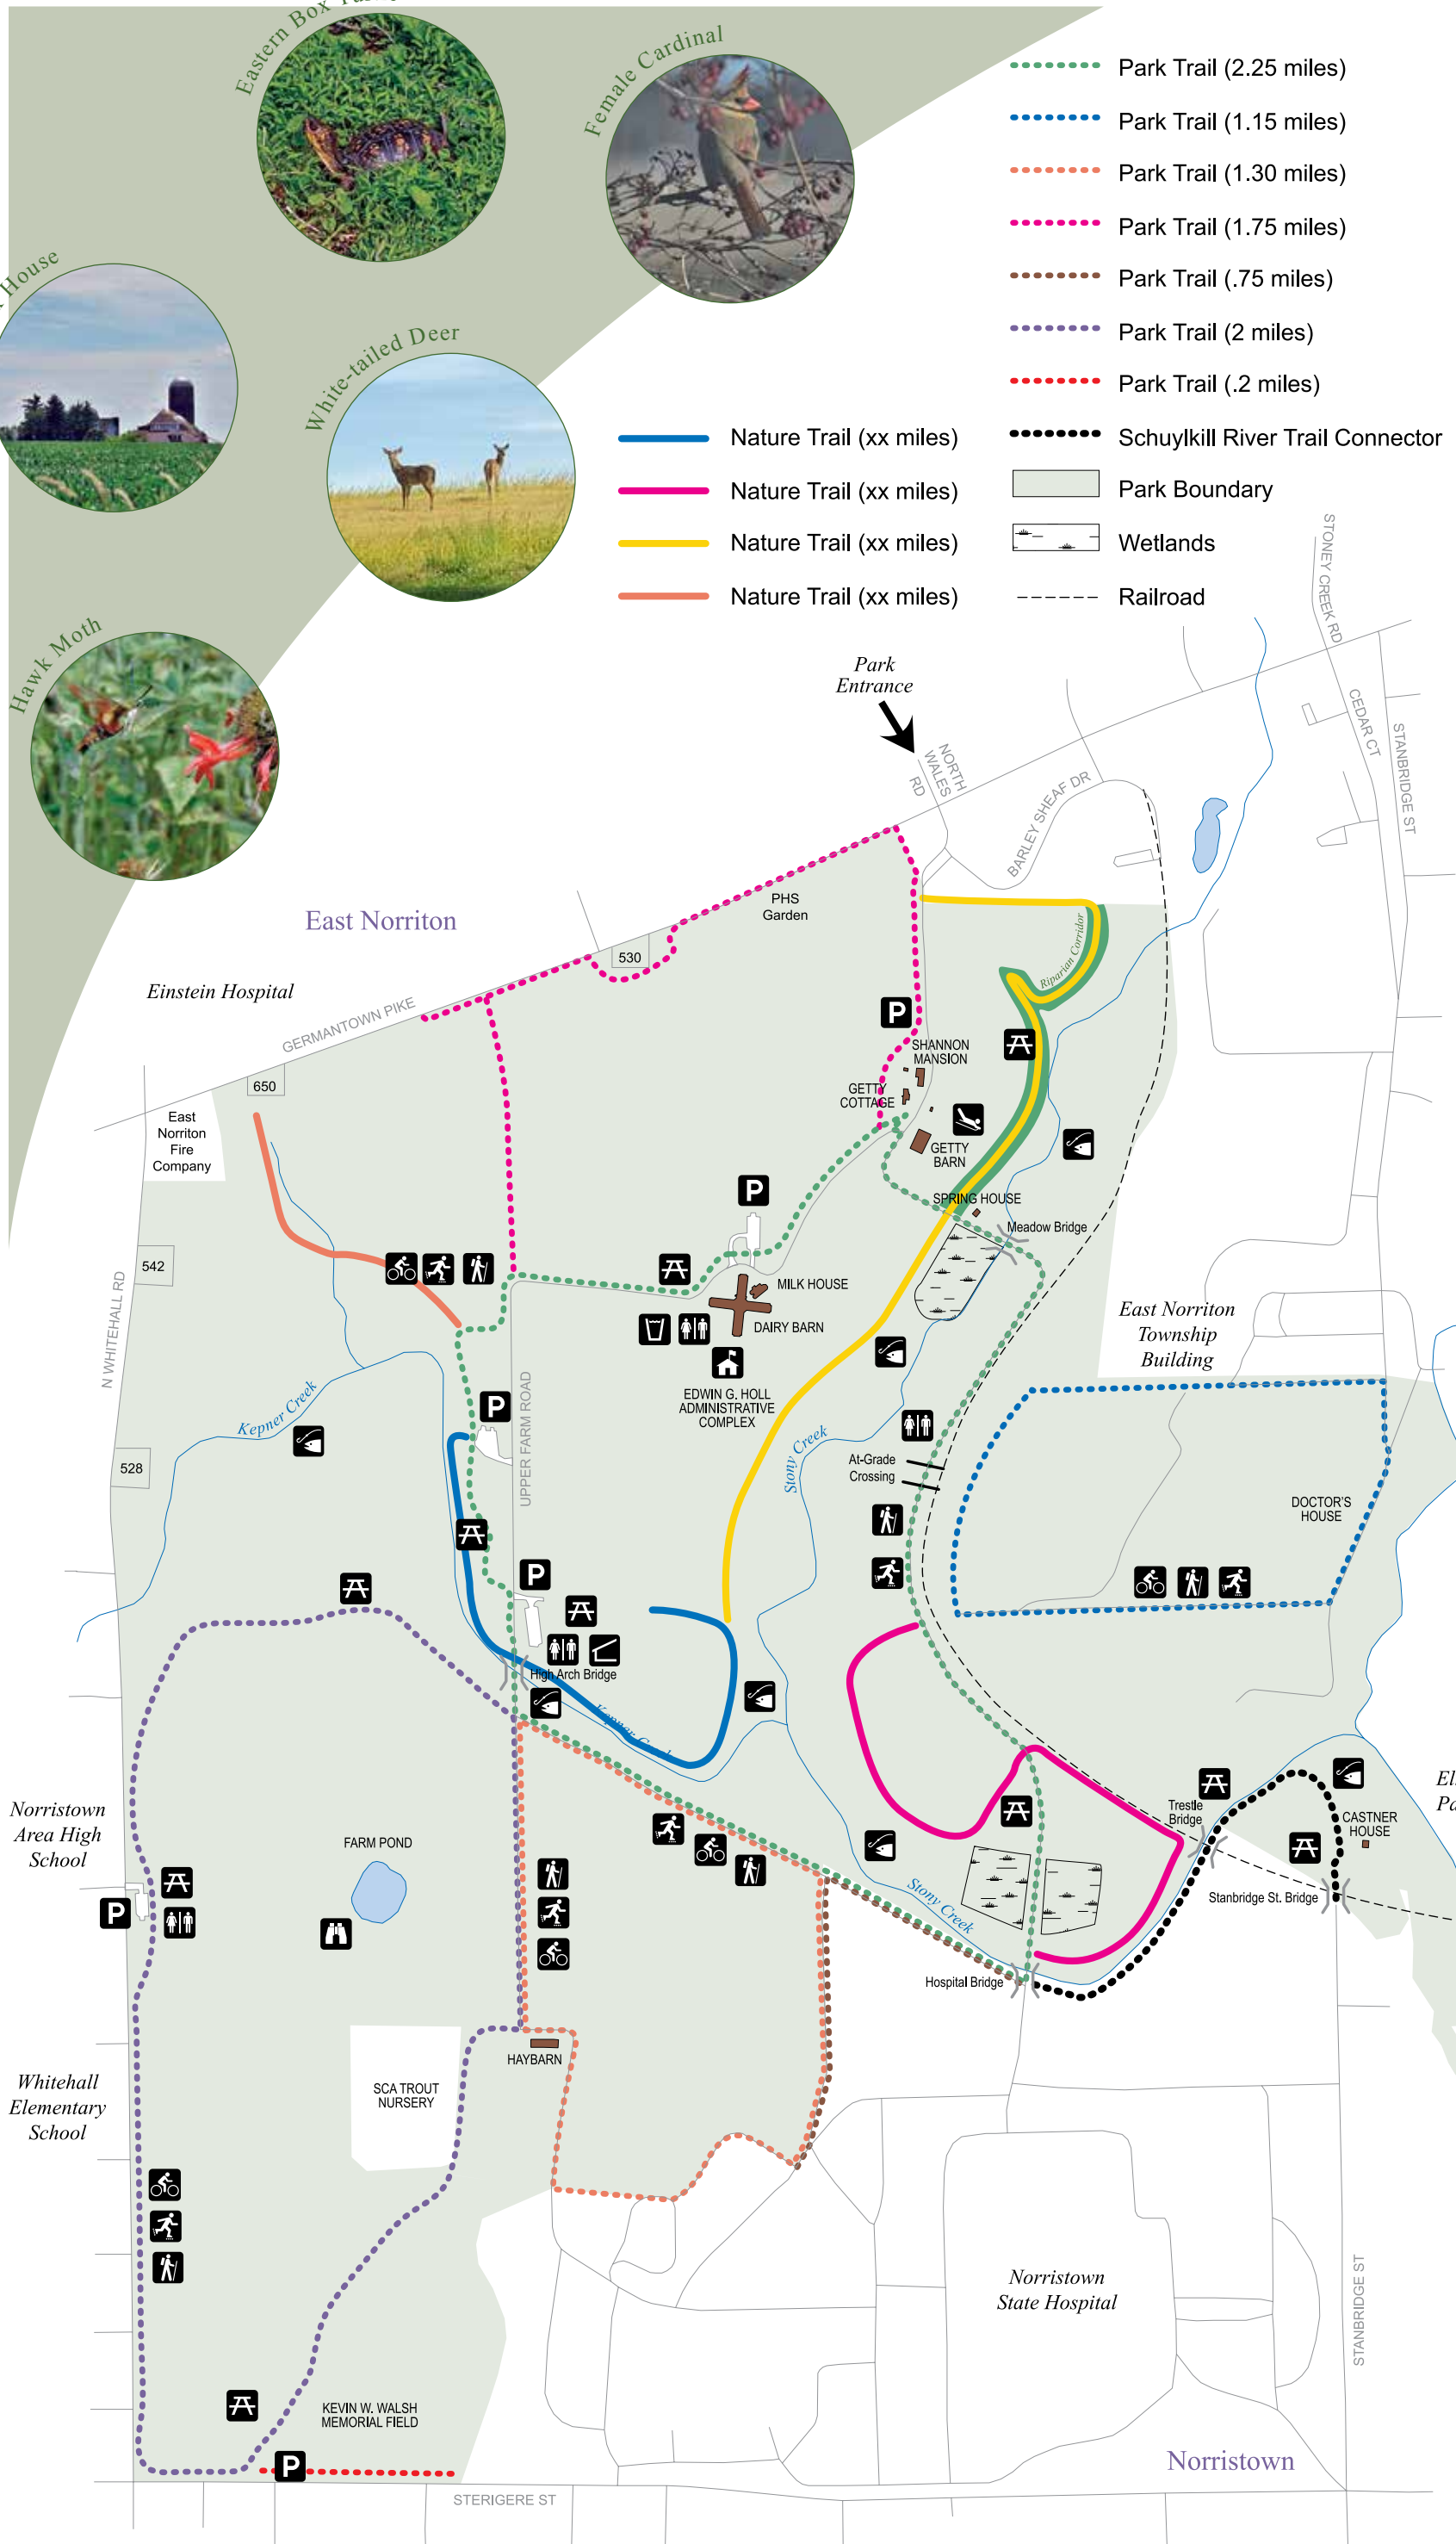 Eastern Box
Female Cardinal
House
White-tailed Deer
Hawk Moth
Park Trail (2.25 miles)
Park Trail (1.15 miles)
Park Trail (1.30 miles)
Park Trail (1.75 miles)
Park Trail (.75 miles)
Park Trail (2 miles)
Park Trail (.2 miles)
Schuylkill River Trail Connector
Park Boundary
Wetlands
Railroad
Nature Trail (xx miles)
Nature Trail (xx miles)
Nature Trail (xx miles)
Nature Trail (xx miles)
Park
Entrance
NORTH
WALES
RD
BARLEY SHEAF DR
STONEY CREEK RD
CEDAR CT
STANBRIDGE ST
PHS
Garden
East Norriton
530
Einstein Hospital
GERMANTOWN PIKE
650
East
Norriton
Fire
Company
Riparian Corridor
P
SHANNON
MANSION
GETTY
COTTAGE
GETTY
BARN
SPRING HOUSE
Meadow Bridge
P
542
N WHITEHALL RD
MILK HOUSE
DAIRY BARN
EDWIN G. HOLL
ADMINISTRATIVE
COMPLEX
East Norriton
Township
Building
Kepner Creek
P
UPPER FARM ROAD
528
Stony Creek
At-Grade
Crossing
DOCTOR'S
HOUSE
P
High Arch Bridge
Kepner
Norristown
Area High
School
FARM POND
P
Trestle
Bridge
CASTNER
HOUSE
Stanbridge St. Bridge
Stony Creek
Hospital Bridge
HAYBARN
SCA TROUT
NURSERY
Whitehall
Elementary
School
Norristown
State Hospital
STANBRIDGE ST
KEVIN W. WALSH
MEMORIAL FIELD
P
Norristown
STERIGERE ST